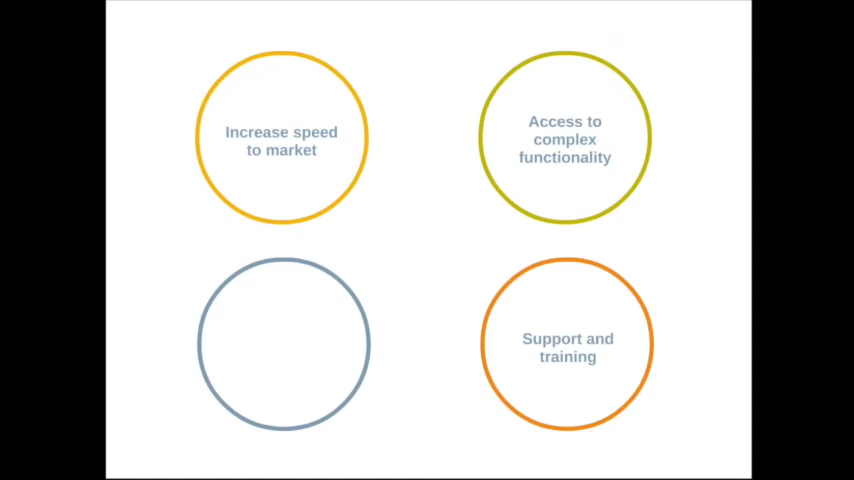 Increase speed
to market
Access to
complex
functionality
Support and
training